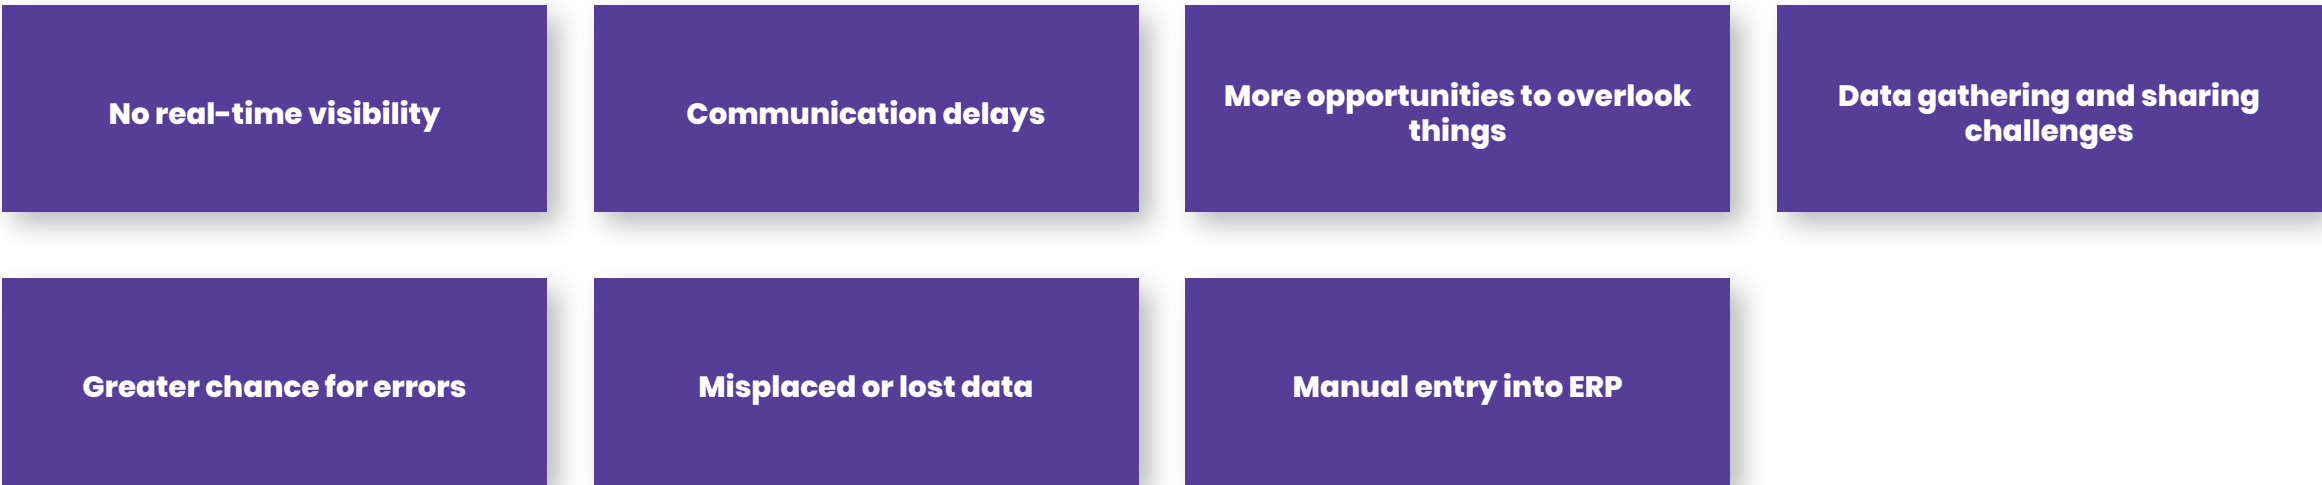 No real-time visibility
Communication delays
More opportunities to overlook
things
Data gathering and sharing
challenges
Greater chance for errors
Misplaced or lost data
Manual entry into ERP